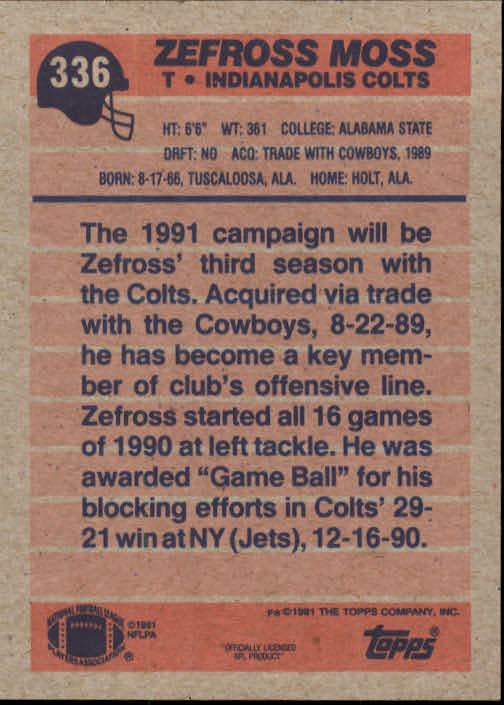 336
ZEFROSS MOSS
T • INDIANAPOLIS COLTS
HT: 6'6" WT: 361 COLLEGE: ALABAMA STATE
DRFT: NO ACQ: TRADE WITH COWBOYS, 1989
BORN: 8-17-66, TUSCALOOSA, ALA. HOME: HOLT, ALA.
The 1991 campaign will be
Zefross' third season with
the Colts. Acquired via trade
with the Cowboys, 8-22-89,
he has become a key mem-
ber of club's offensive line.
Zefross started all 16 games
of 1990 at left tackle. He was
awarded "Game Ball" for his
blocking efforts in Colts' 29-
21 win at NY (Jets), 12-16-90.
NATIONAL FOOTBALL LEAGUE
PLAYERS ASSOCIATION ®
©1991
NFLPA
F* ©1991 THE TOPPS COMPANY, INC.
OFFICIALLY LICENSED
NFL PRODUCT
topps®